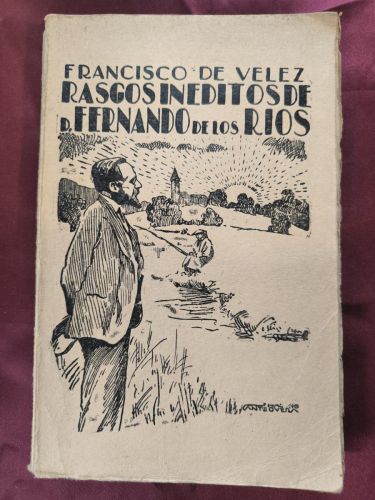 FRANCISCO DE VELEZ
RASGOS INEDITOS DE
D. FERNANDO DE LOS RIOS